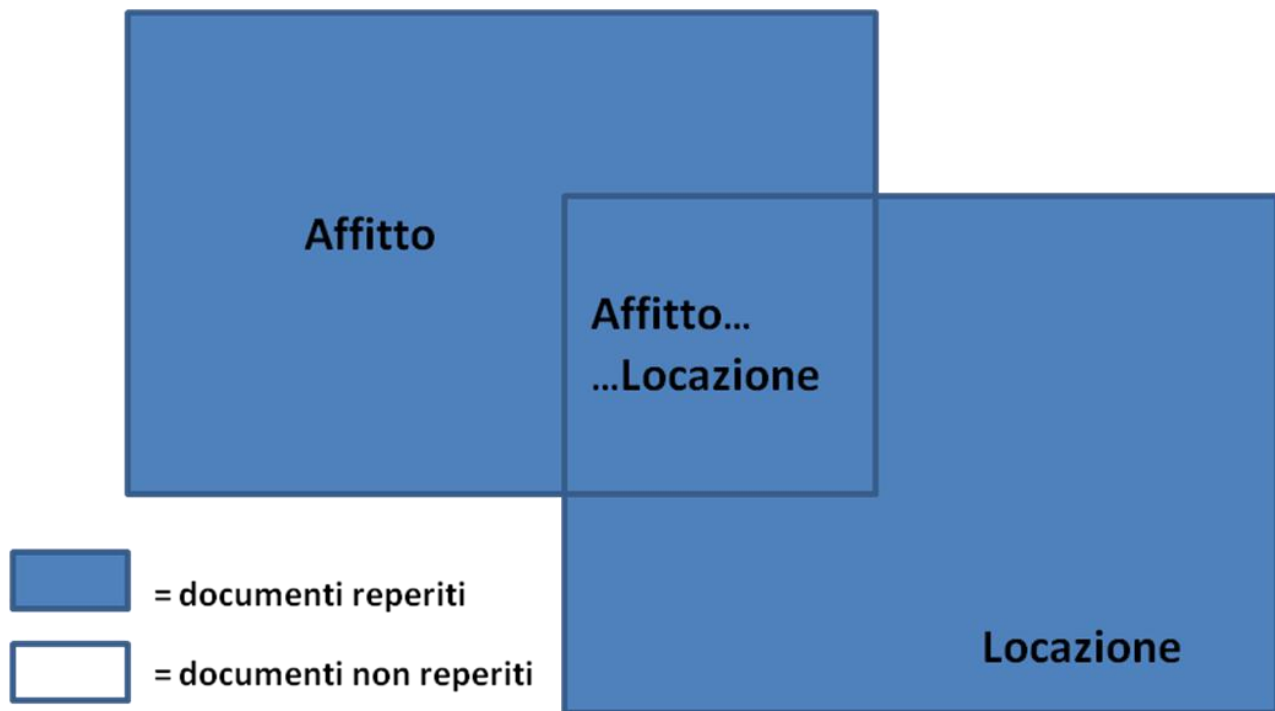 Affitto
Affitto...
...Locazione
= documenti reperiti
Locazione
= documenti non reperiti